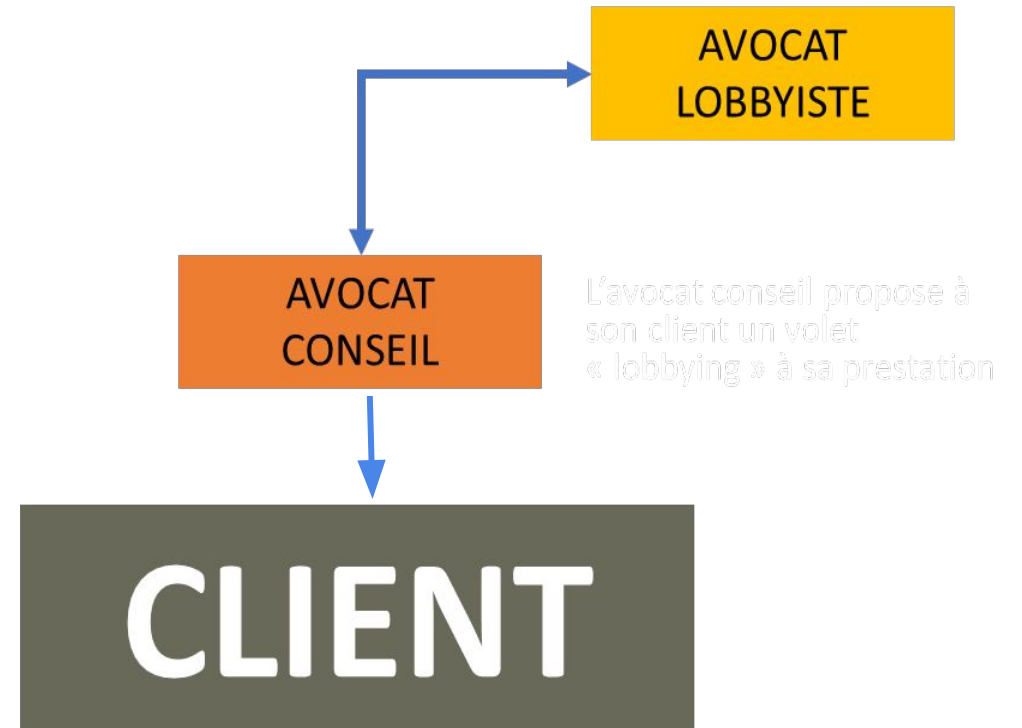 AVOCAT
LOBBYISTE
AVOCAT
CONSEIL
L'avocat conseil propose à
son client un volet
« lobbying » à sa prestation
CLIENT